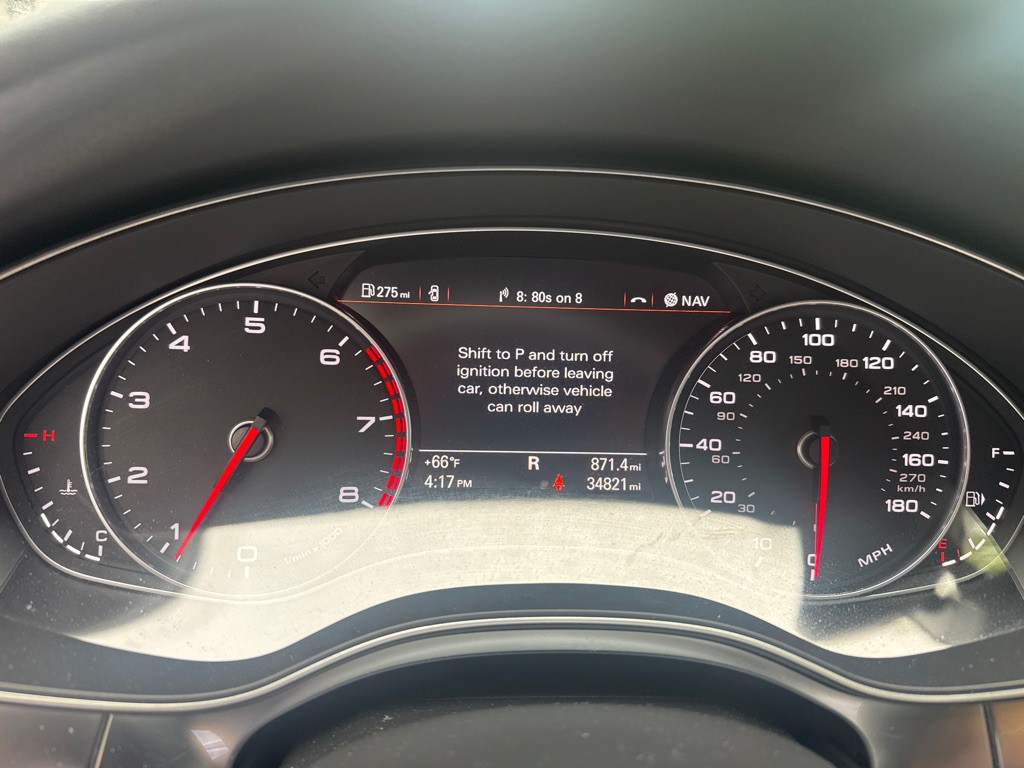 275 mi
8: 80s on 8
NAV
Shift to P and turn off
ignition before leaving
car, otherwise vehicle
can roll away
+66°F
R
871.4 mi
4:17 PM
34821 mi
H
C
0
1
2
3
4
5
6
7
8
1/min x 1000
0
10
20
30
40
60
60
90
80
120
100
150
120
180
140
210
160
240
180
270
km/h
MPH
F
E